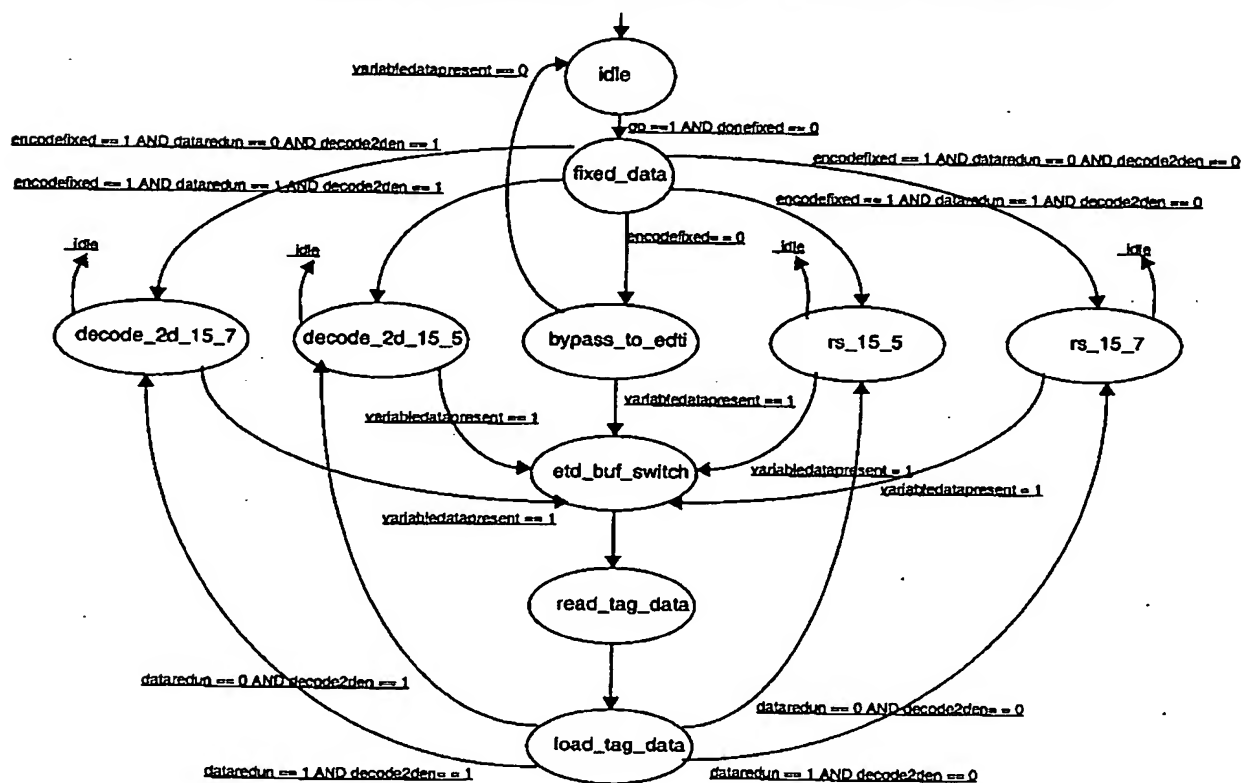 idle
variabledatapresent == 0
go ==1 AND donefixed == 0
encodefixed == 1 AND dataredun == 0 AND decode2den == 1
fixed_data
encodefixed == 1 AND dataredun == 0 AND decode2den == 0
encodefixed == 1 AND dataredun == 1 AND decode2den == 1
encodefixed == 1 AND dataredun == 1 AND decode2den == 0
encodefixed= = 0
_idle
_idle
_idle
_idle
decode_2d_15_7
decode_2d_15_5
bypass_to_edti
rs_15_5
rs_15_7
variabledatapresent == 1
variabledatapresent == 1
etd_buf_switch
variabledatapresent = 1
variabledatapresent = 1
variabledatapresent == 1
read_tag_data
dataredun == 0 AND decode2den == 1
dataredun == 0 AND decode2den= = 0
load_tag_data
dataredun == 1 AND decode2den= = 1
dataredun == 1 AND decode2den == 0